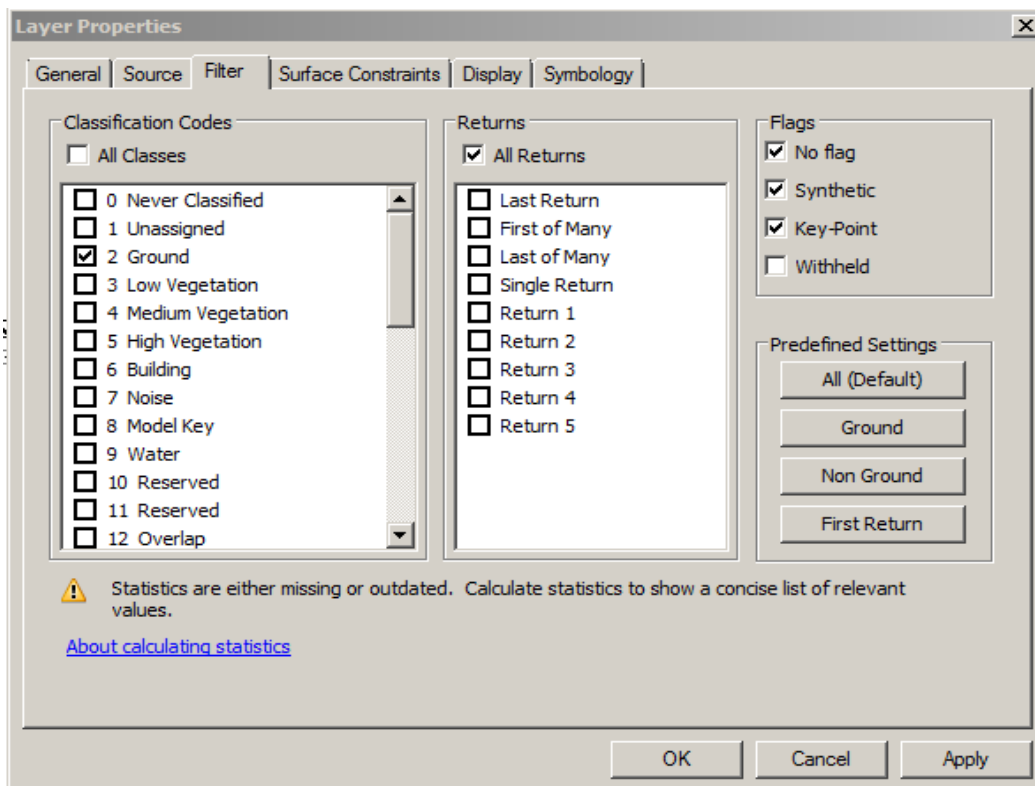 Layer Properties
General Source Filter Surface Constraints Display Symbology
Classification Codes
All Classes
0 Never Classified
1 Unassigned
2 Ground
3 Low Vegetation
4 Medium Vegetation
5 High Vegetation
6 Building
7 Noise
8 Model Key
9 Water
10 Reserved
11 Reserved
12 Overlap
Returns
All Returns
Last Return
First of Many
Last of Many
Single Return
Return 1
Return 2
Return 3
Return 4
Return 5
Flags
No flag
Synthetic
Key-Point
Withheld
Predefined Settings
All (Default)
Ground
Non Ground
First Return
Statistics are either missing or outdated. Calculate statistics to show a concise list of relevant
values.
About calculating statistics
OK Cancel Apply